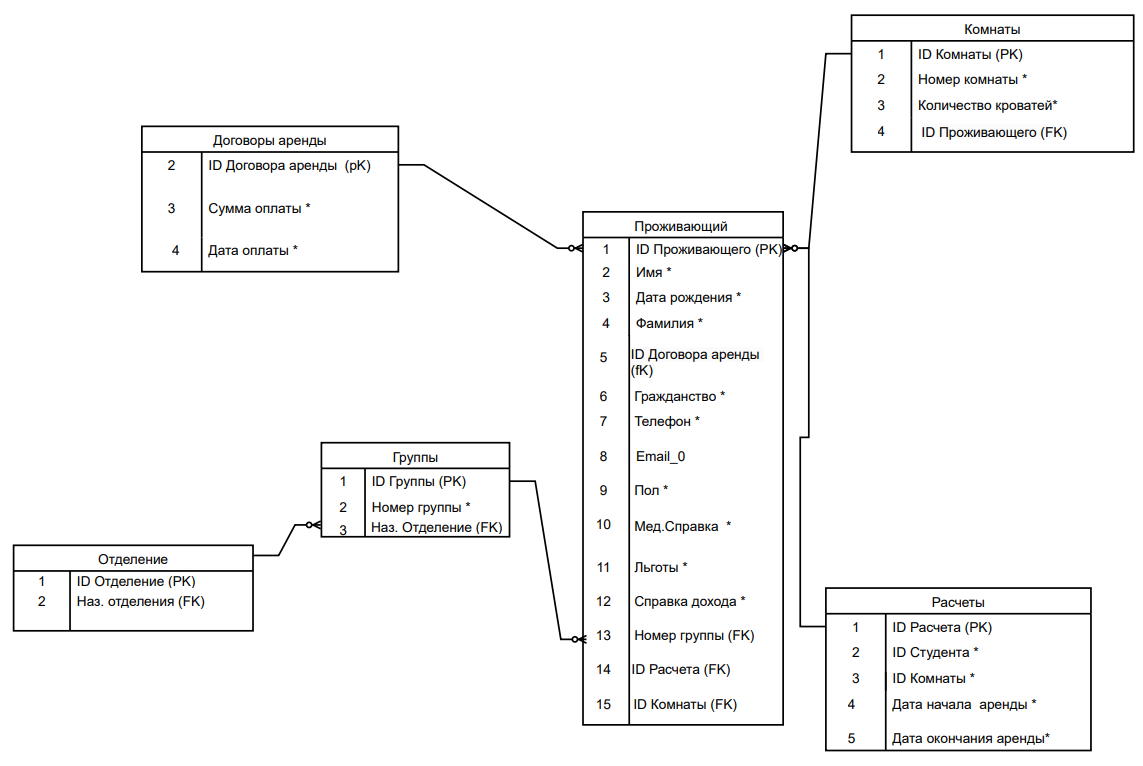 Комнаты
1 ID Комнаты (PK)
2 Номер комнаты *
3 Количество кроватей*
4 ID Проживающего (FK)
Договоры аренды
2 ID Договора аренды (pK)
3 Сумма оплаты *
4 Дата оплаты *
Проживающий
1 ID Проживающего (PK)
2 Имя *
3 Дата рождения *
4 Фамилия *
5 ID Договора аренды
(fK)
6 Гражданство *
7 Телефон *
8 Email_0
9 Пол *
10 Мед.Справка *
11 Льготы *
12 Справка дохода *
13 Номер группы (FK)
14 ID Расчета (FK)
15 ID Комнаты (FK)
Группы
1 ID Группы (PK)
2 Номер группы *
3 Наз. Отделение (FK)
Отделение
1 ID Отделение (PK)
2 Наз. отделения (FK)
Расчеты
1 ID Расчета (PK)
2 ID Студента *
3 ID Комнаты *
4 Дата начала аренды *
5 Дата окончания аренды*